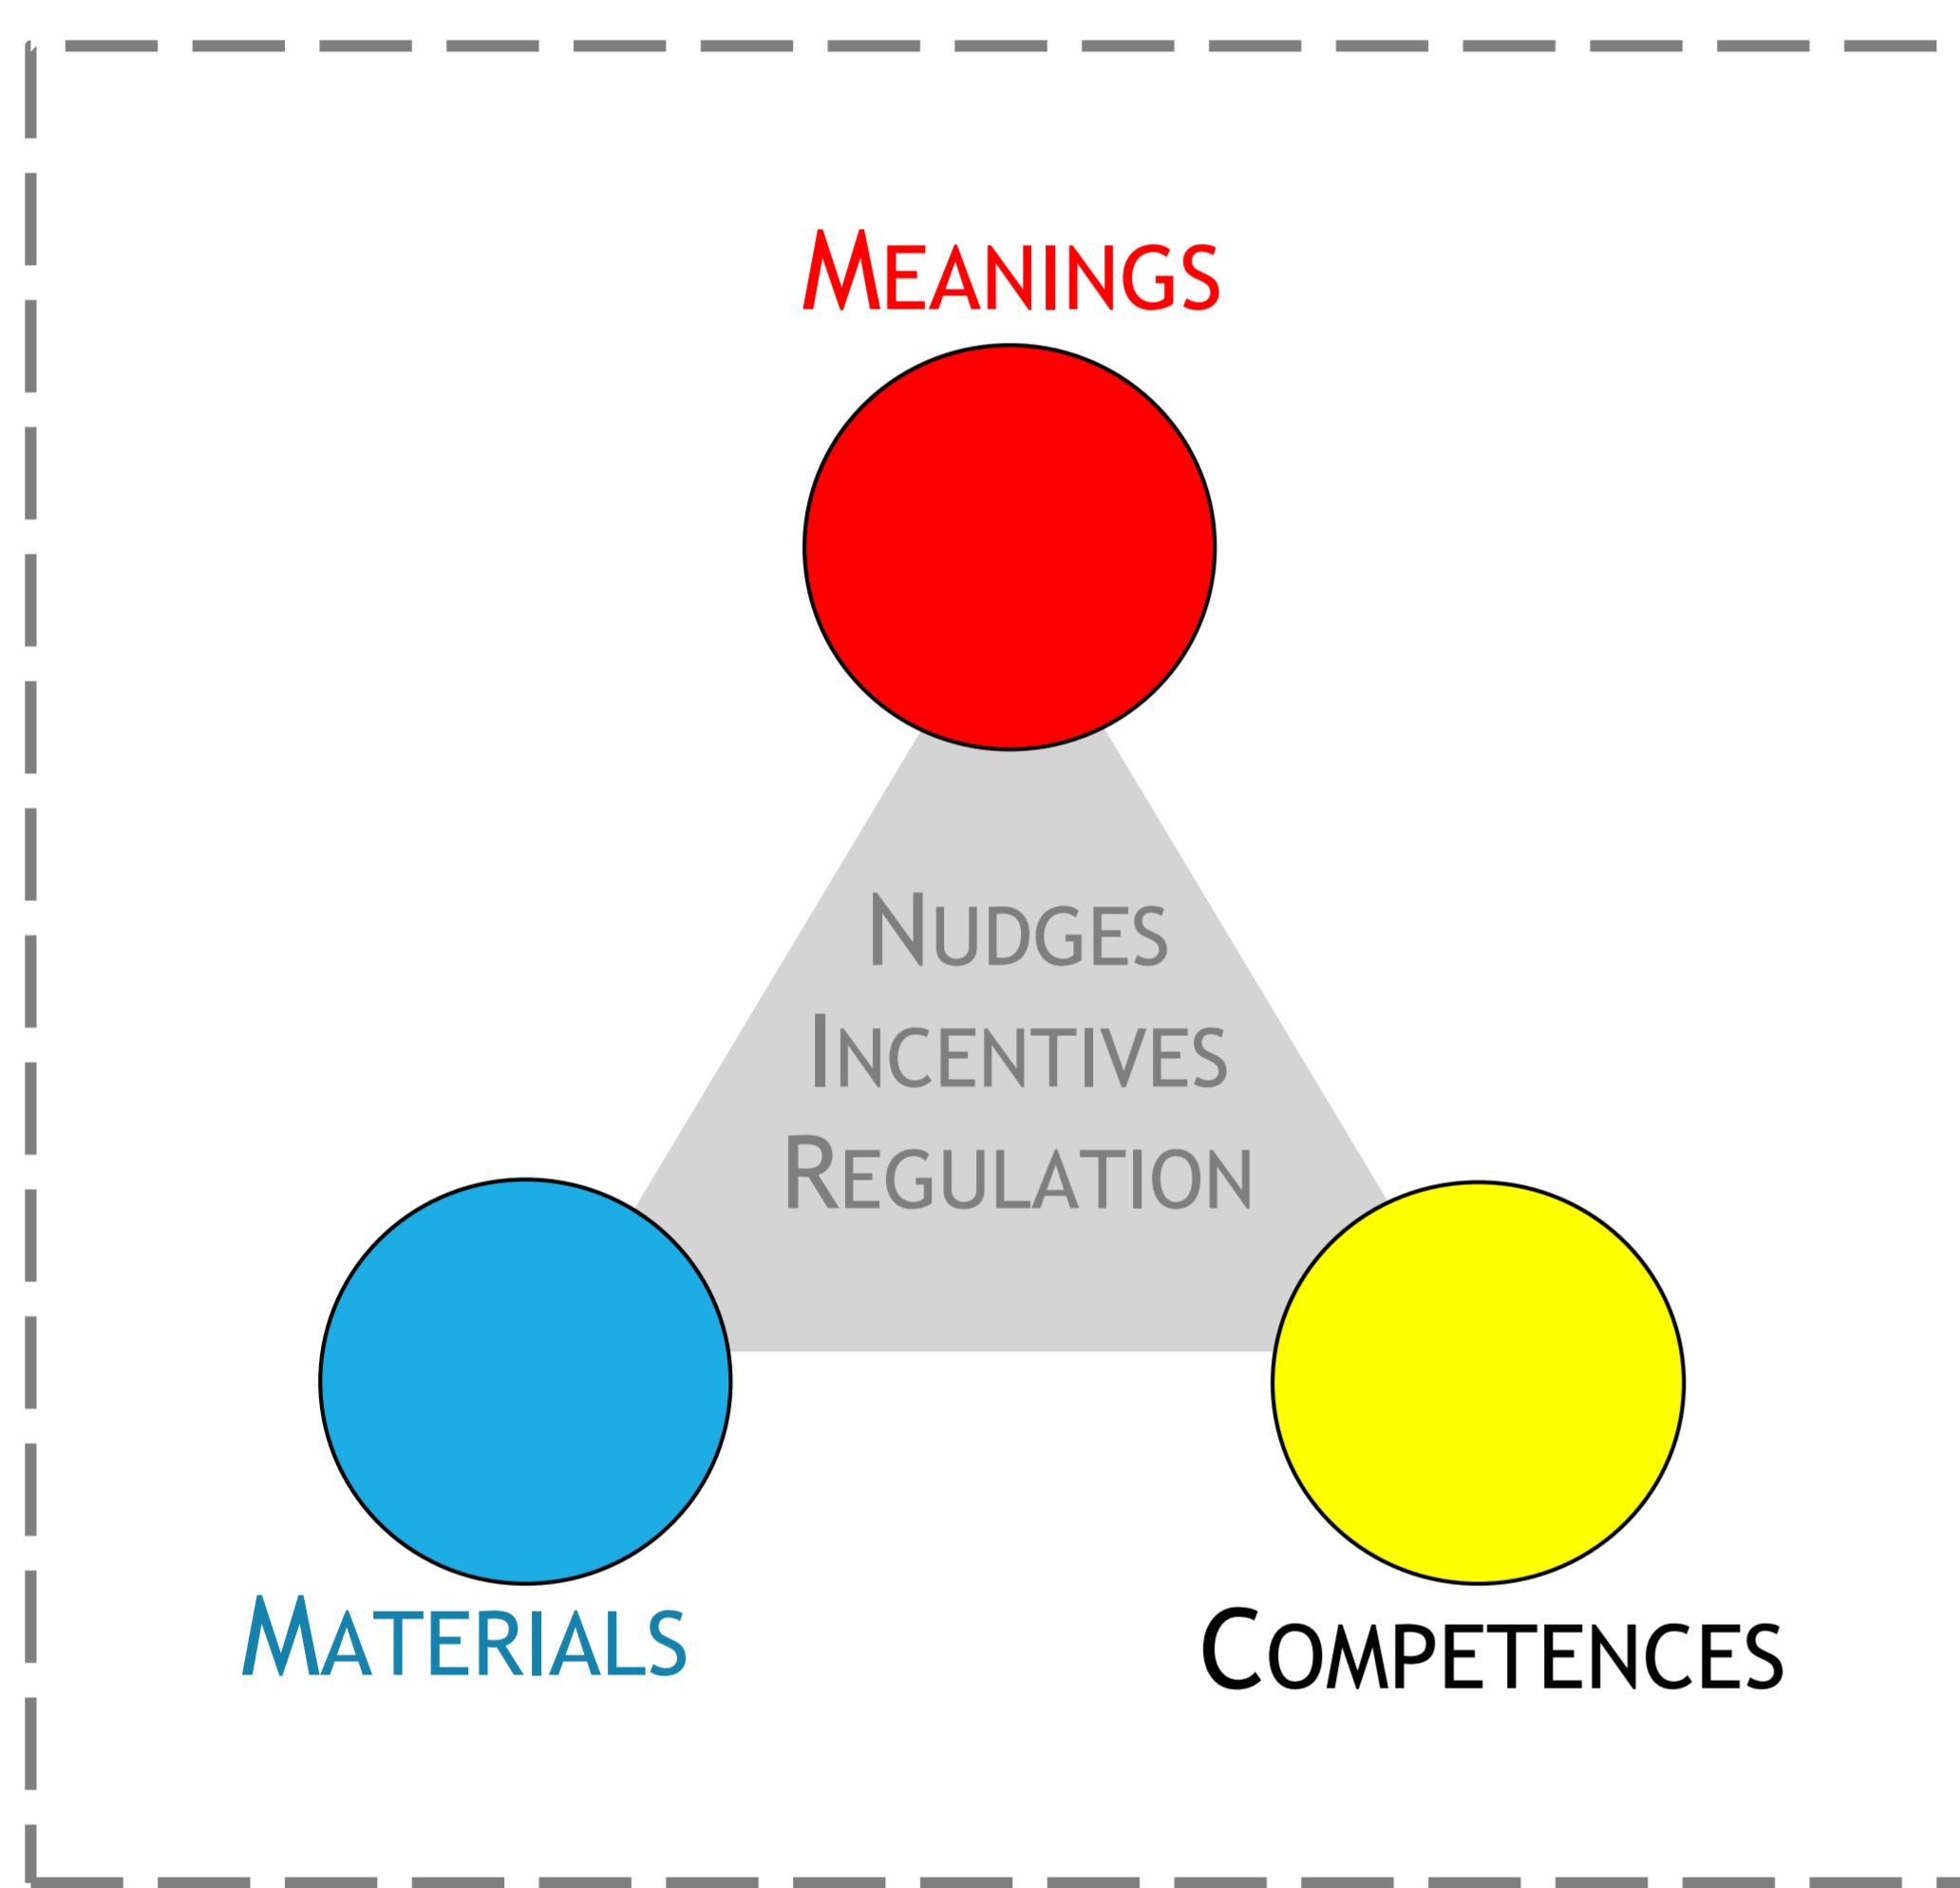 Meanings
Nudges
Incentives
Regulation
Materials
Competences